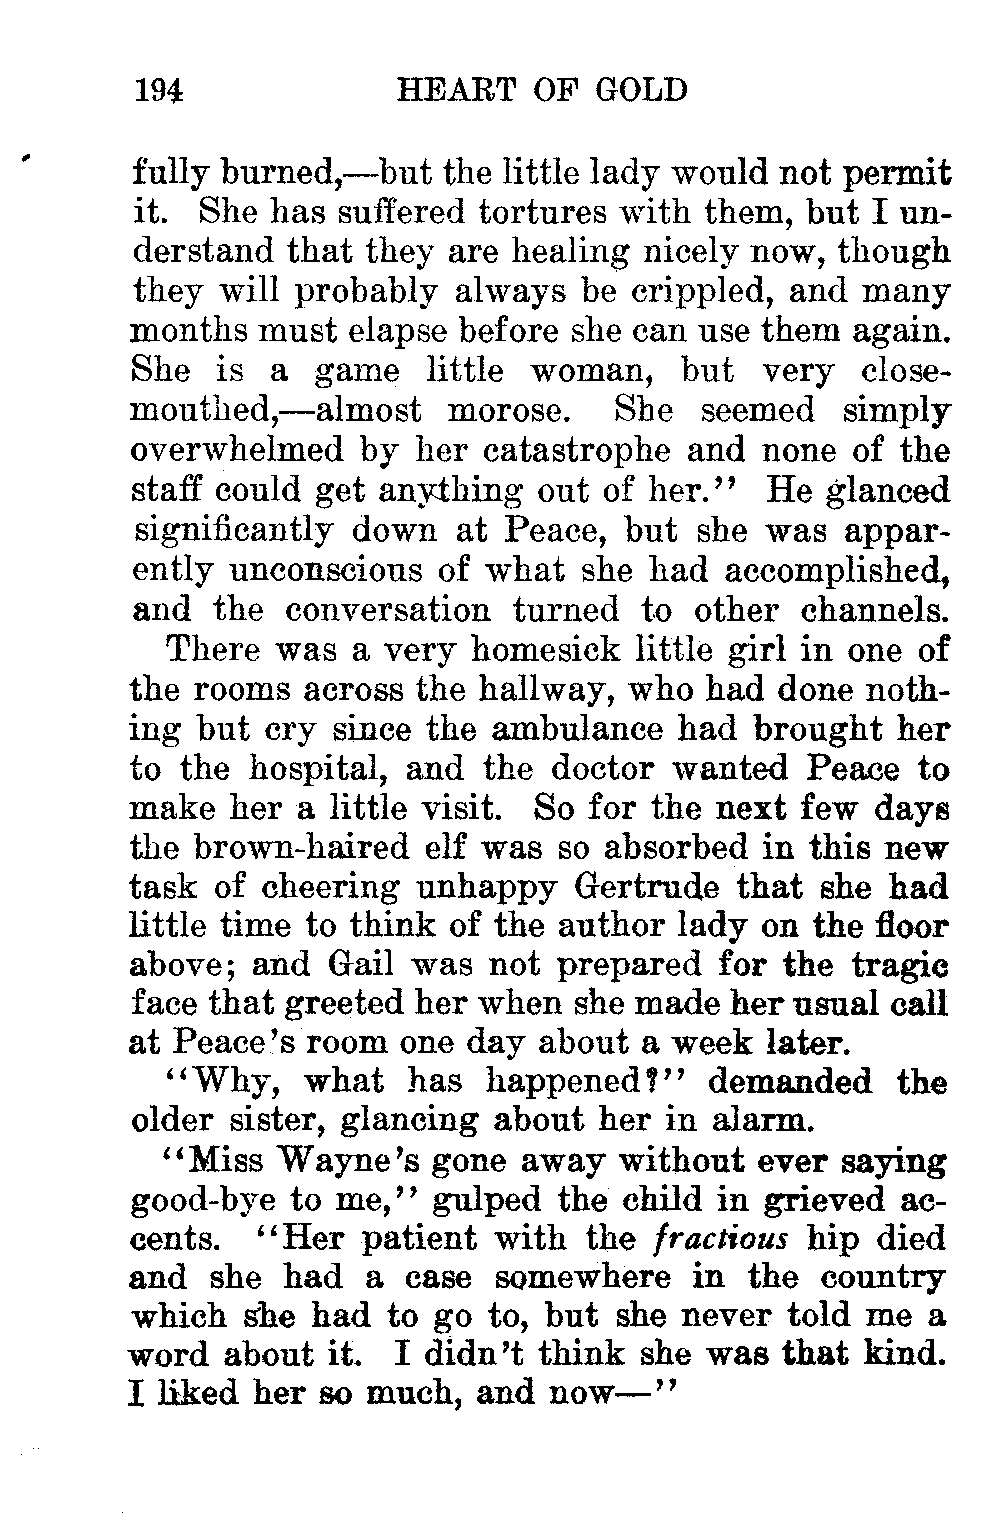 194 HEART OF GOLD
fully burned,—but the little lady would not permit
it. She has suffered tortures with them, but I un-
derstand that they are healing nicely now, though
they will probably always be crippled, and many
months must elapse before she can use them again.
She is a game little woman, but very close-
mouthed,—almost morose. She seemed simply
overwhelmed by her catastrophe and none of the
staff could get anything out of her.” He glanced
significantly down at Peace, but she was appar-
ently unconscious of what she had accomplished,
and the conversation turned to other channels.
There was a very homesick little girl in one of
the rooms across the hallway, who had done noth-
ing but cry since the ambulance had brought her
to the hospital, and the doctor wanted Peace to
make her a little visit. So for the next few days
the brown-haired elf was so absorbed in this new
task of cheering unhappy Gertrude that she had
little time to think of the author lady on the floor
above; and Gail was not prepared for the tragic
face that greeted her when she made her usual call
at Peace’s room one day about a week later.
“Why, what has happened?” demanded the
older sister, glancing about her in alarm.
“Miss Wayne’s gone away without ever saying
good-bye to me,” gulped the child in grieved ac-
cents. “Her patient with the fractious hip died
and she had a case somewhere in the country
which she had to go to, but she never told me a
word about it. I didn’t think she was that kind.
I liked her so much, and now—”